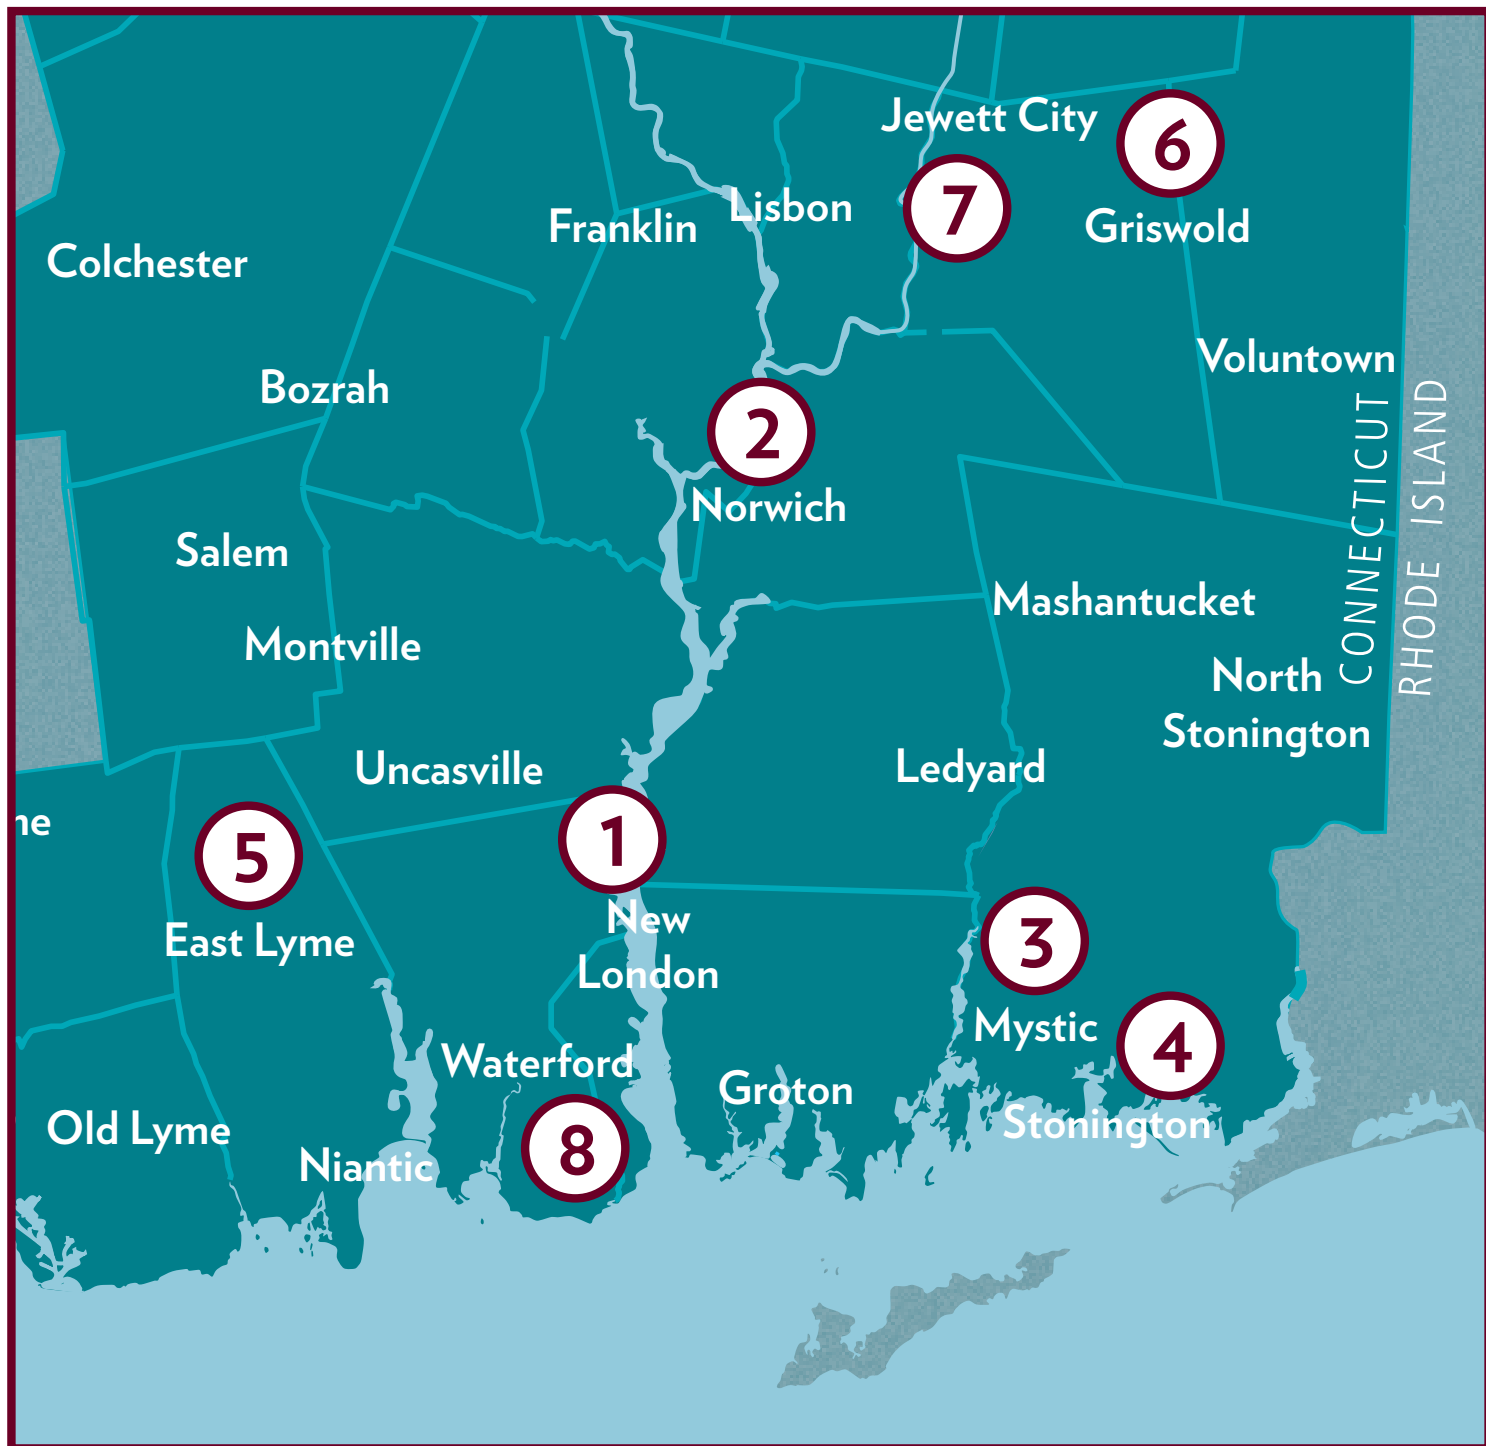 Jewett City
6
7
Lisbon
Franklin
Griswold
Colchester
Voluntown
Bozrah
CONNECTICUT
RHODE ISLAND
2
Norwich
Salem
Mashantucket
Montville
North
Stonington
Uncasville
Ledyard
ne
1
5
New
London
East Lyme
3
Mystic
4
Waterford
Groton
Stonington
Old Lyme
8
Niantic